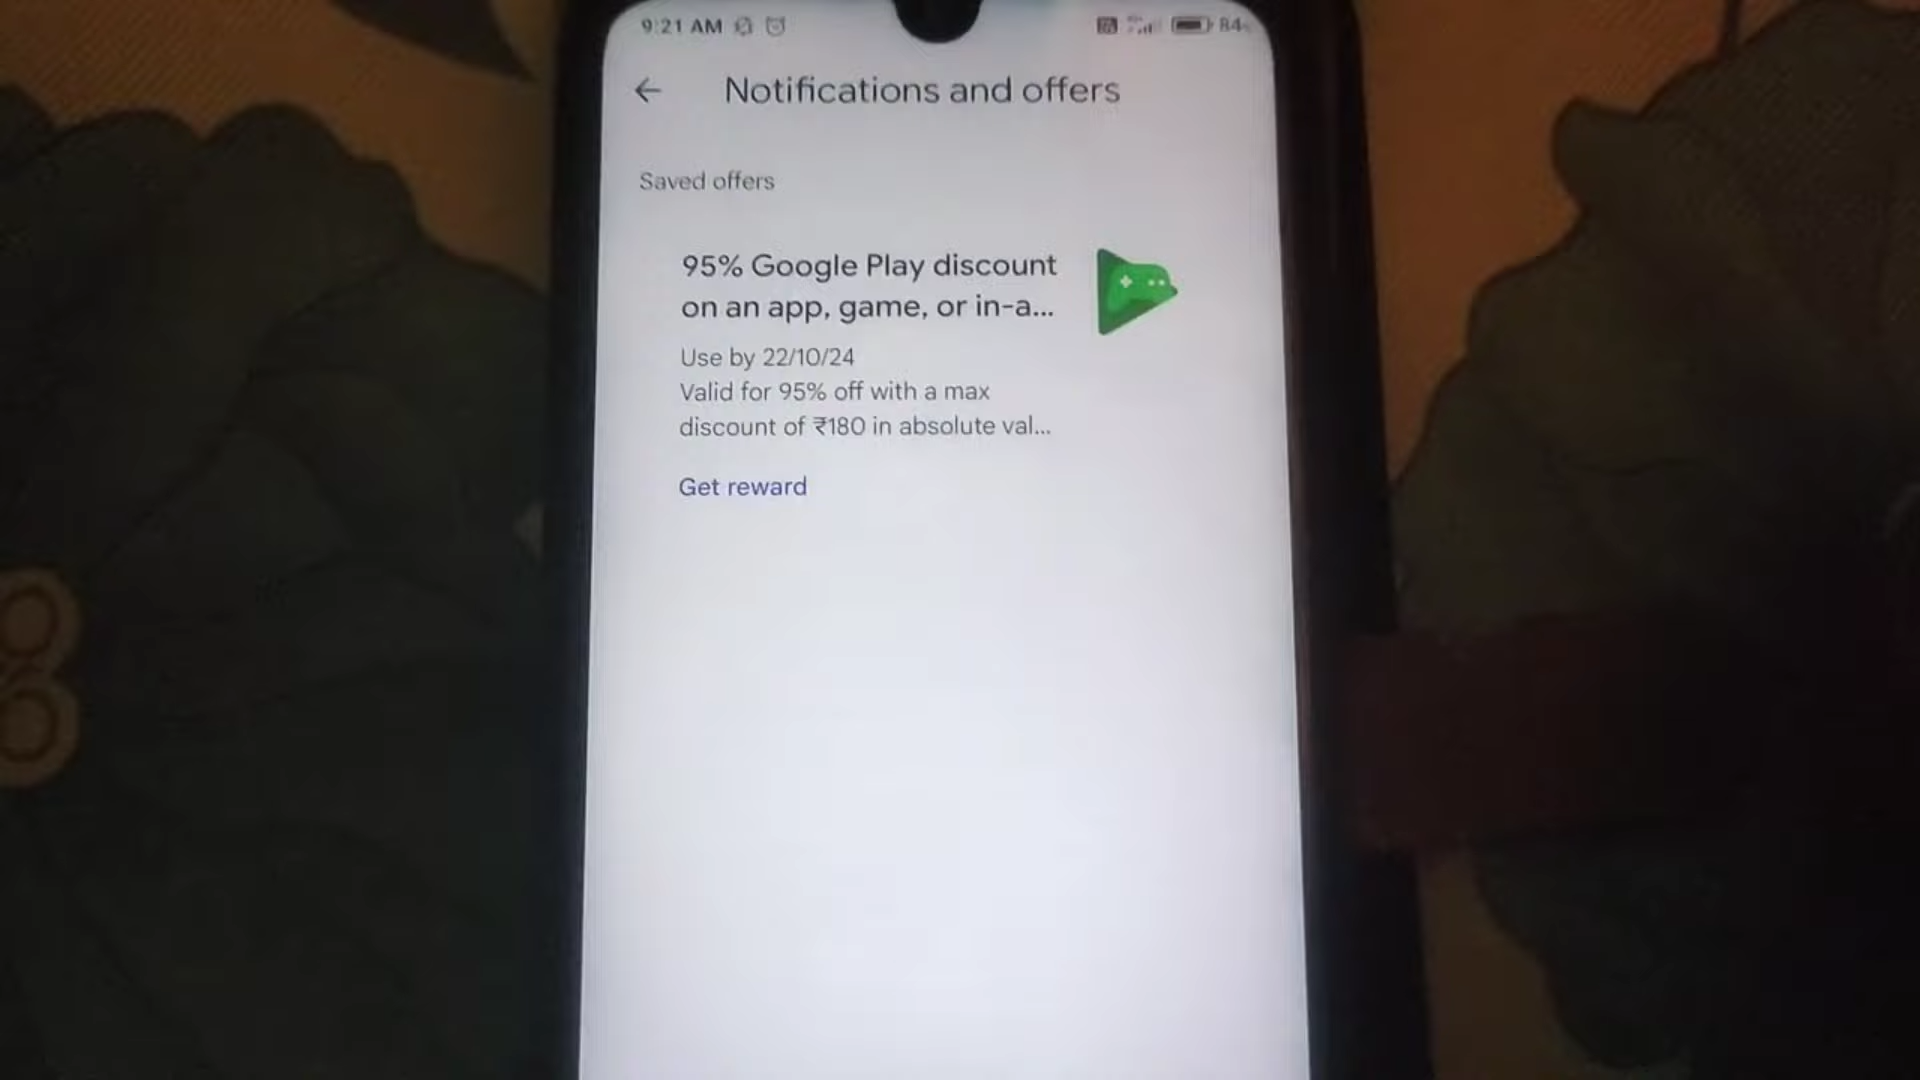 9:21 AM 84
Notifications and offers
Saved offers
95% Google Play discount
on an app, game, or in-a...
Use by 22/10/24
Valid for 95% off with a max
discount of ₹180 in absolute val...
Get reward